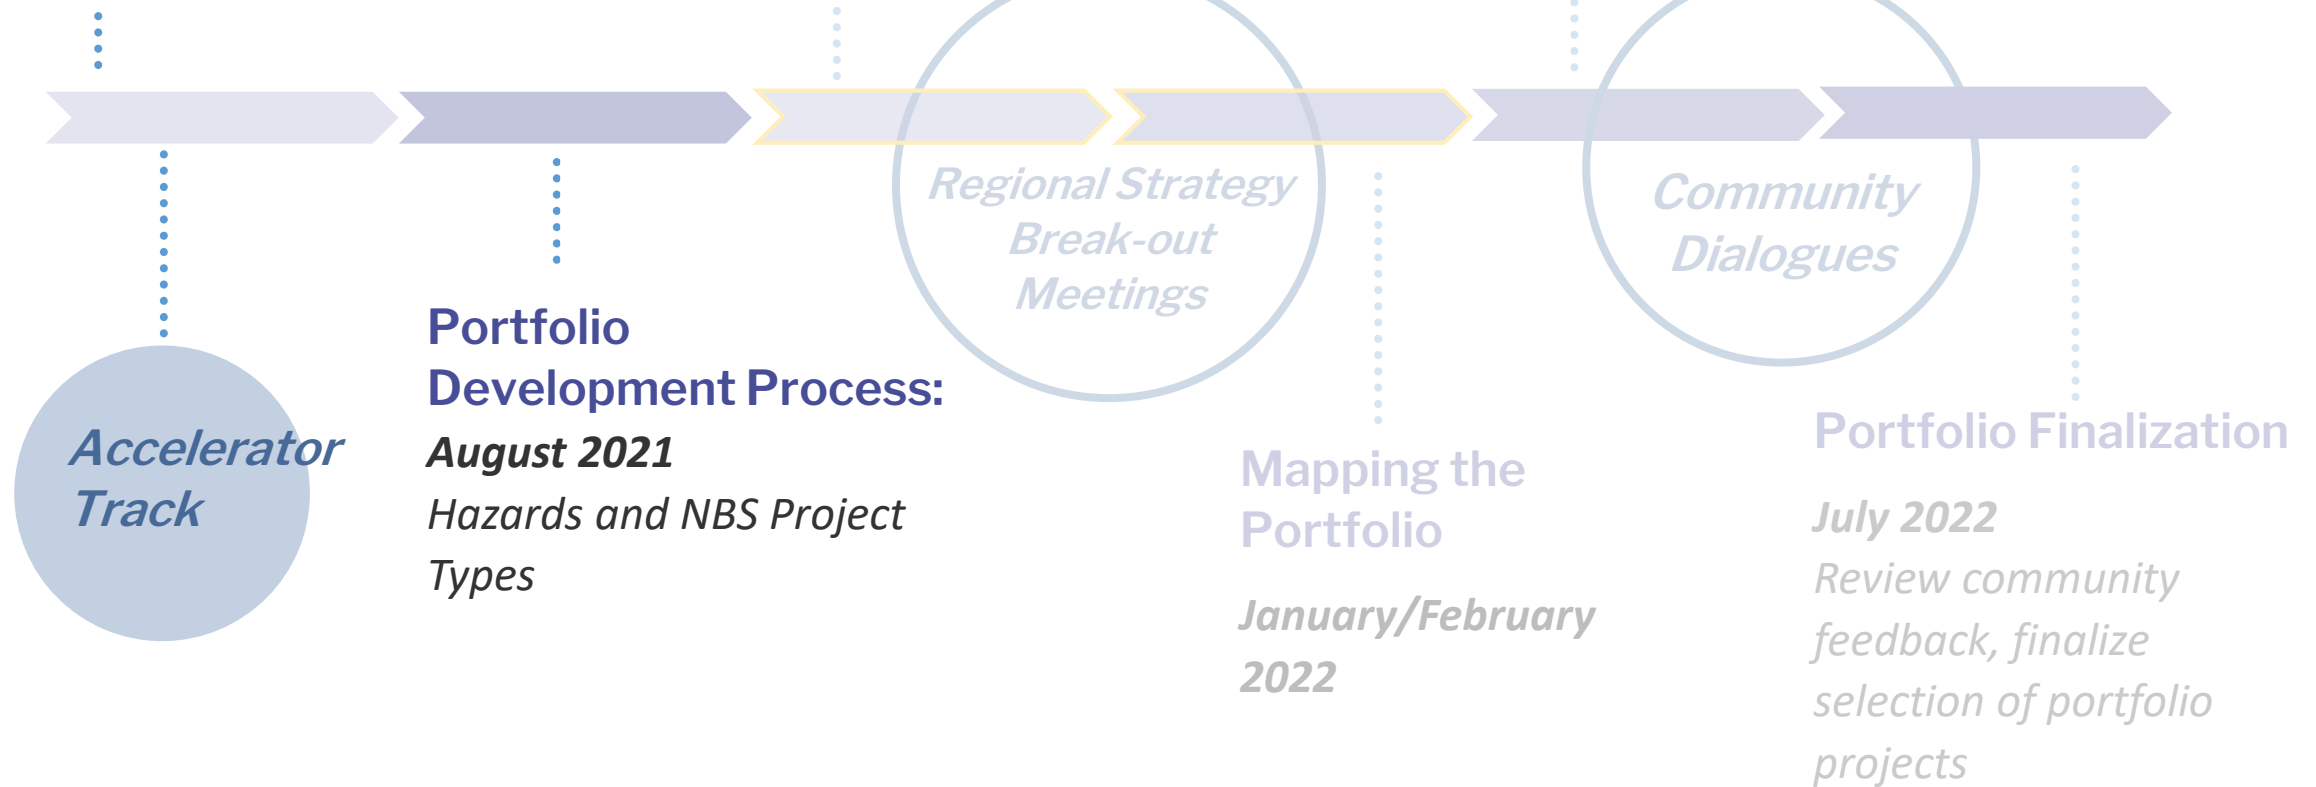 Accelerator
Track
Portfolio
Development Process:
August 2021
Hazards and NBS Project
Types
Regional Strategy
Break-out
Meetings
Mapping the
Portfolio
January/February
2022
Community
Dialogues
Portfolio Finalization
July 2022
Review community
feedback, finalize
selection of portfolio
projects